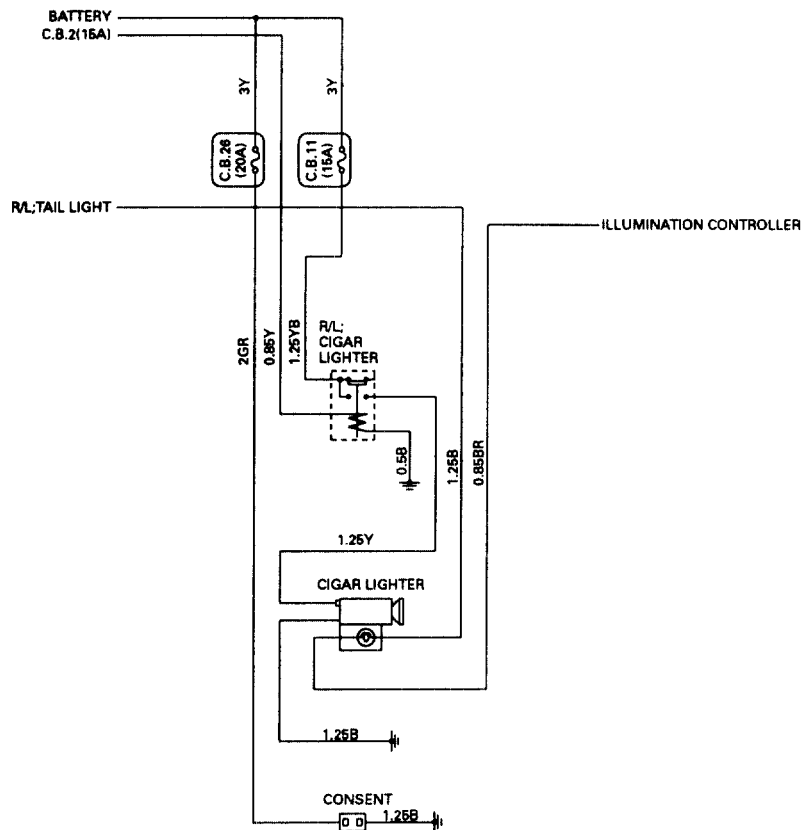 BATTERY
C.B.2(15A)
3Y
3Y
C.B.26
(20A)
C.B.11
(15A)
R/L;TAIL LIGHT
ILLUMINATION CONTROLLER
2GR
0.85Y
1.25YB
R/L;
CIGAR
LIGHTER
0.5B
1.25B
0.85BR
1.25Y
CIGAR LIGHTER
1.25B
CONSENT
1.25B